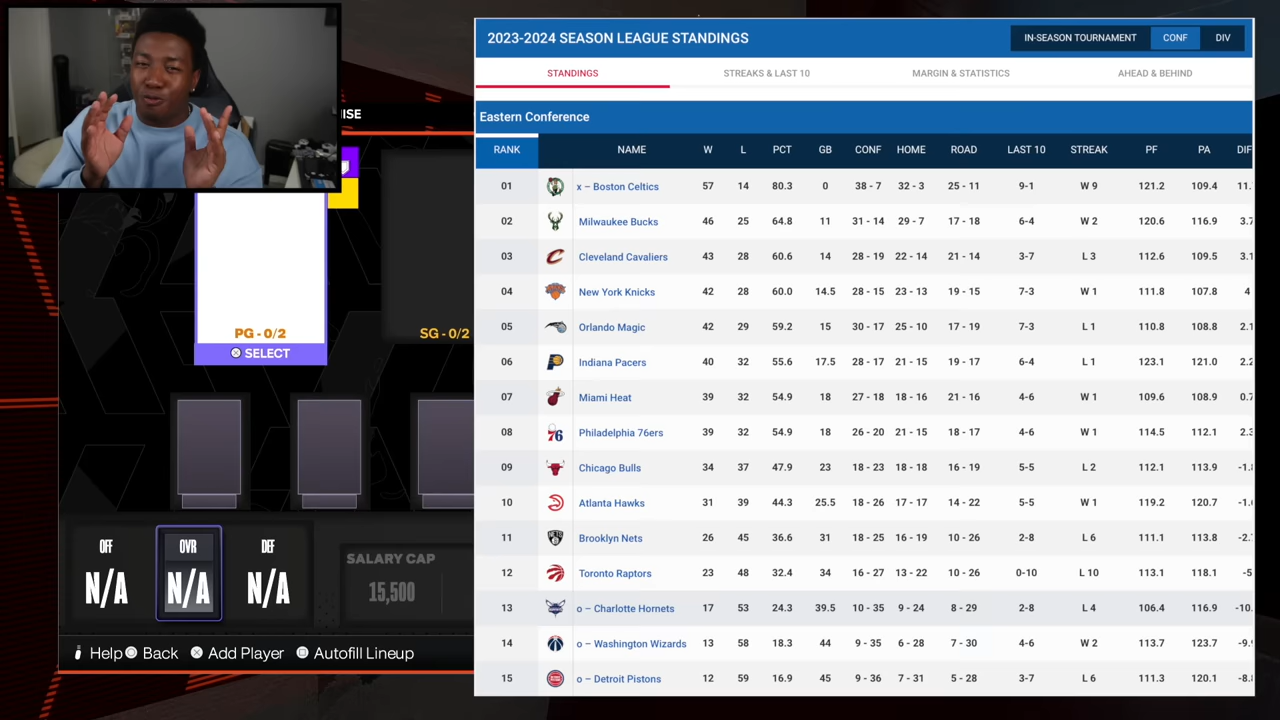 2023-2024 SEASON LEAGUE STANDINGS
IN-SEASON TOURNAMENT CONF DIV
STANDINGS STREAKS & LAST 10 MARGIN & STATISTICS AHEAD & BEHIND
Eastern Conference
RANK NAME W L PCT GB CONF HOME ROAD LAST 10 STREAK PF PA DIF
01 x – Boston Celtics 57 14 80.3 0 38 - 7 32 - 3 25 - 11 9-1 W 9 121.2 109.4 11.
02 Milwaukee Bucks 46 25 64.8 11 31 - 14 29 - 7 17 - 18 6-4 W 2 120.6 116.9 3.7
03 Cleveland Cavaliers 43 28 60.6 14 28 - 19 22 - 14 21 - 14 3-7 L 3 112.6 109.5 3.1
04 New York Knicks 42 28 60.0 14.5 28 - 15 23 - 13 19 - 15 7-3 W 1 111.8 107.8 4
05 Orlando Magic 42 29 59.2 15 30 - 17 25 - 10 17 - 19 7-3 L 1 110.8 108.8 2.1
06 Indiana Pacers 40 32 55.6 17.5 28 - 17 21 - 15 19 - 17 6-4 L 1 123.1 121.0 2.2
07 Miami Heat 39 32 54.9 18 27 - 18 18 - 16 21 - 16 4-6 W 1 109.6 108.9 0.7
08 Philadelphia 76ers 39 32 54.9 18 26 - 20 21 - 15 18 - 17 4-6 W 1 114.5 112.1 2.3
09 Chicago Bulls 34 37 47.9 23 18 - 23 18 - 18 16 - 19 5-5 L 2 112.1 113.9 -1.
10 Atlanta Hawks 31 39 44.3 25.5 18 - 26 17 - 17 14 - 22 5-5 W 1 119.2 120.7 -1.
11 Brooklyn Nets 26 45 36.6 31 18 - 25 16 - 19 10 - 26 2-8 L 6 111.1 113.8 -2.
12 Toronto Raptors 23 48 32.4 34 16 - 27 13 - 22 10 - 26 0-10 L 10 113.1 118.1 -5
13 o – Charlotte Hornets 17 53 24.3 39.5 10 - 35 9 - 24 8 - 29 2-8 L 4 106.4 116.9 -10.
14 o – Washington Wizards 13 58 18.3 44 9 - 35 6 - 28 7 - 30 4-6 W 2 113.7 123.7 -9.
15 o – Detroit Pistons 12 59 16.9 45 9 - 36 7 - 31 5 - 28 3-7 L 6 111.3 120.1 -8.
ISE
PG - 0/2
SELECT
SG - 0/2
OFF OVR DEF
N/A N/A N/A
SALARY CAP
15,500
Help Back Add Player Autofill Lineup